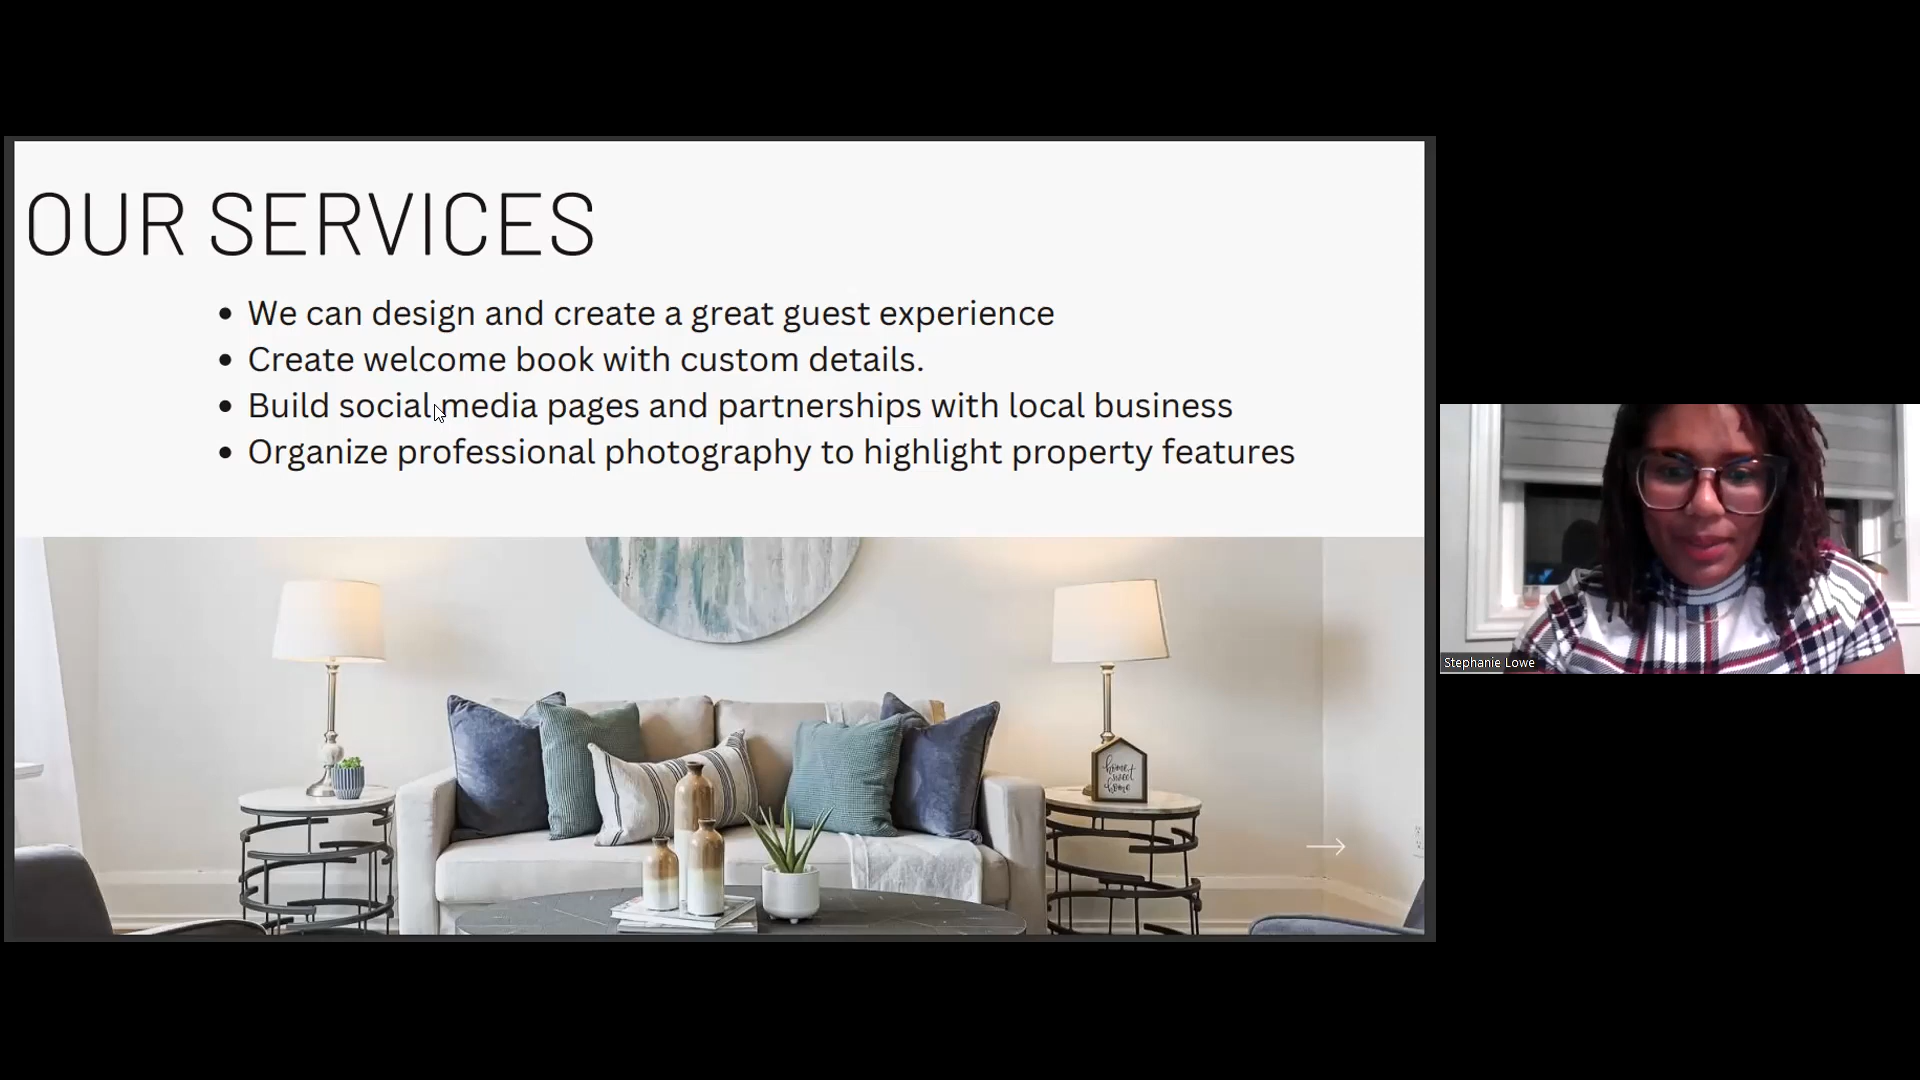 OUR SERVICES
• We can design and create a great guest experience
• Create welcome book with custom details.
• Build social media pages and partnerships with local business
• Organize professional photography to highlight property features
home
sweet
home
Stephanie Lowe